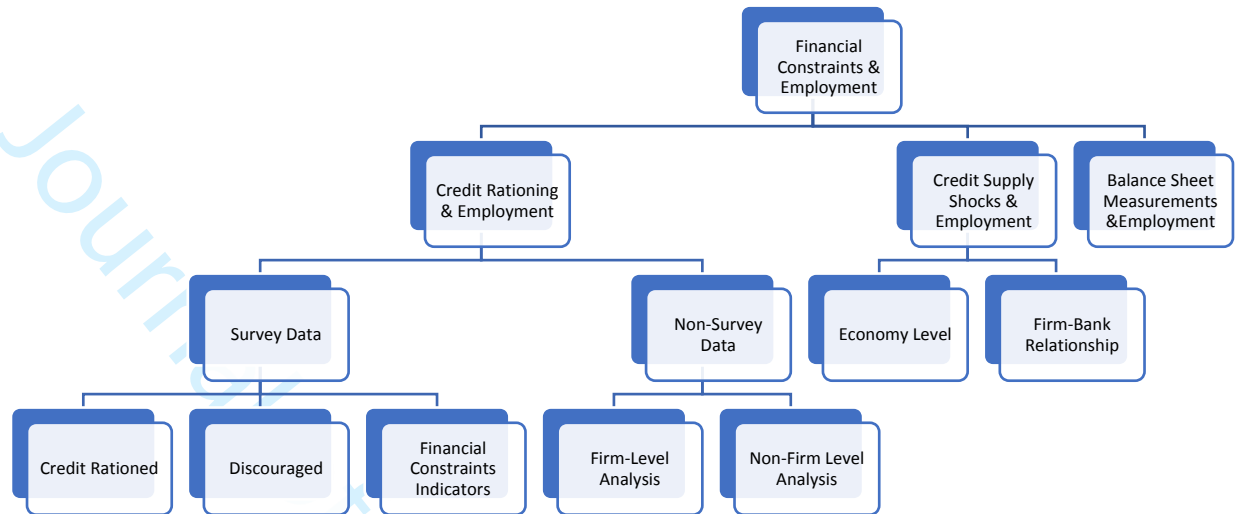 Financial
Constraints &
Employment
Credit Rationing
& Employment
Credit Supply
Shocks &
Employment
Balance Sheet
Measurements
&Employment
Survey Data
Non-Survey
Data
Economy Level
Firm-Bank
Relationship
Credit Rationed
Discouraged
Financial
Constraints
Indicators
Firm-Level
Analysis
Non-Firm Level
Analysis
Journal